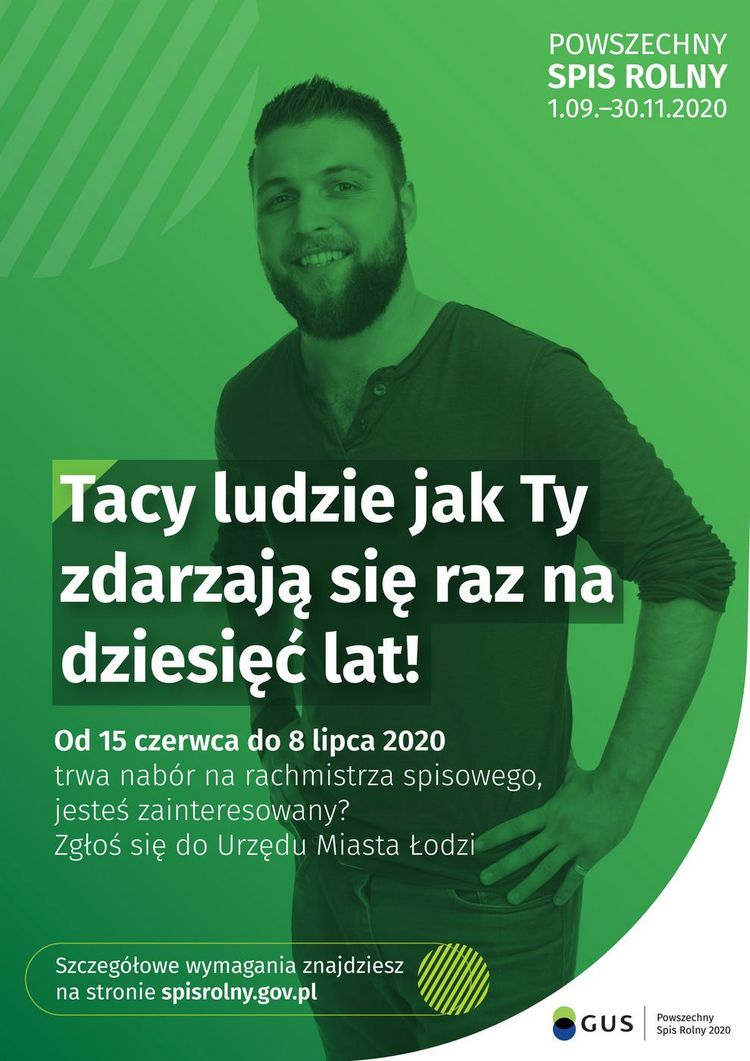 POWSZECHNY
SPIS ROLNY
1.09.–30.11.2020
Tacy ludzie jak Ty
zdarzają się raz na
dziesięć lat!
Od 15 czerwca do 8 lipca 2020
trwa nabór na rachmistrza spisowego,
jesteś zainteresowany?
Zgłoś się do Urzędu Miasta Łodzi
Szczegółowe wymagania znajdziesz
na stronie spisrolny.gov.pl
GUS
Powszechny
Spis Rolny 2020